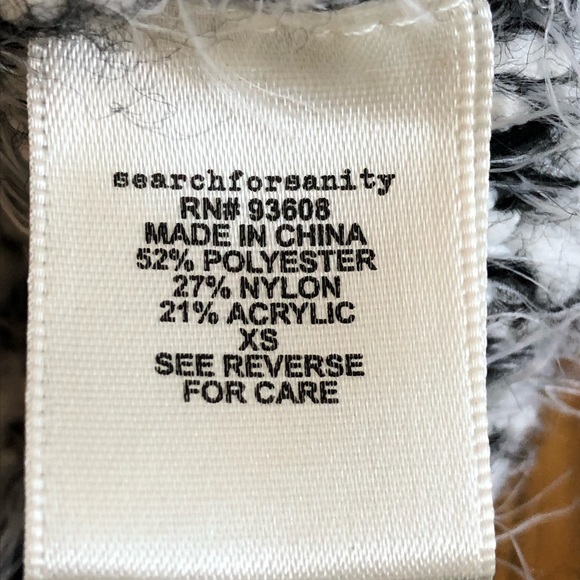 searchforsanity
RN# 93608
MADE IN CHINA
52% POLYESTER
27% NYLON
21% ACRYLIC
XS
SEE REVERSE
FOR CARE